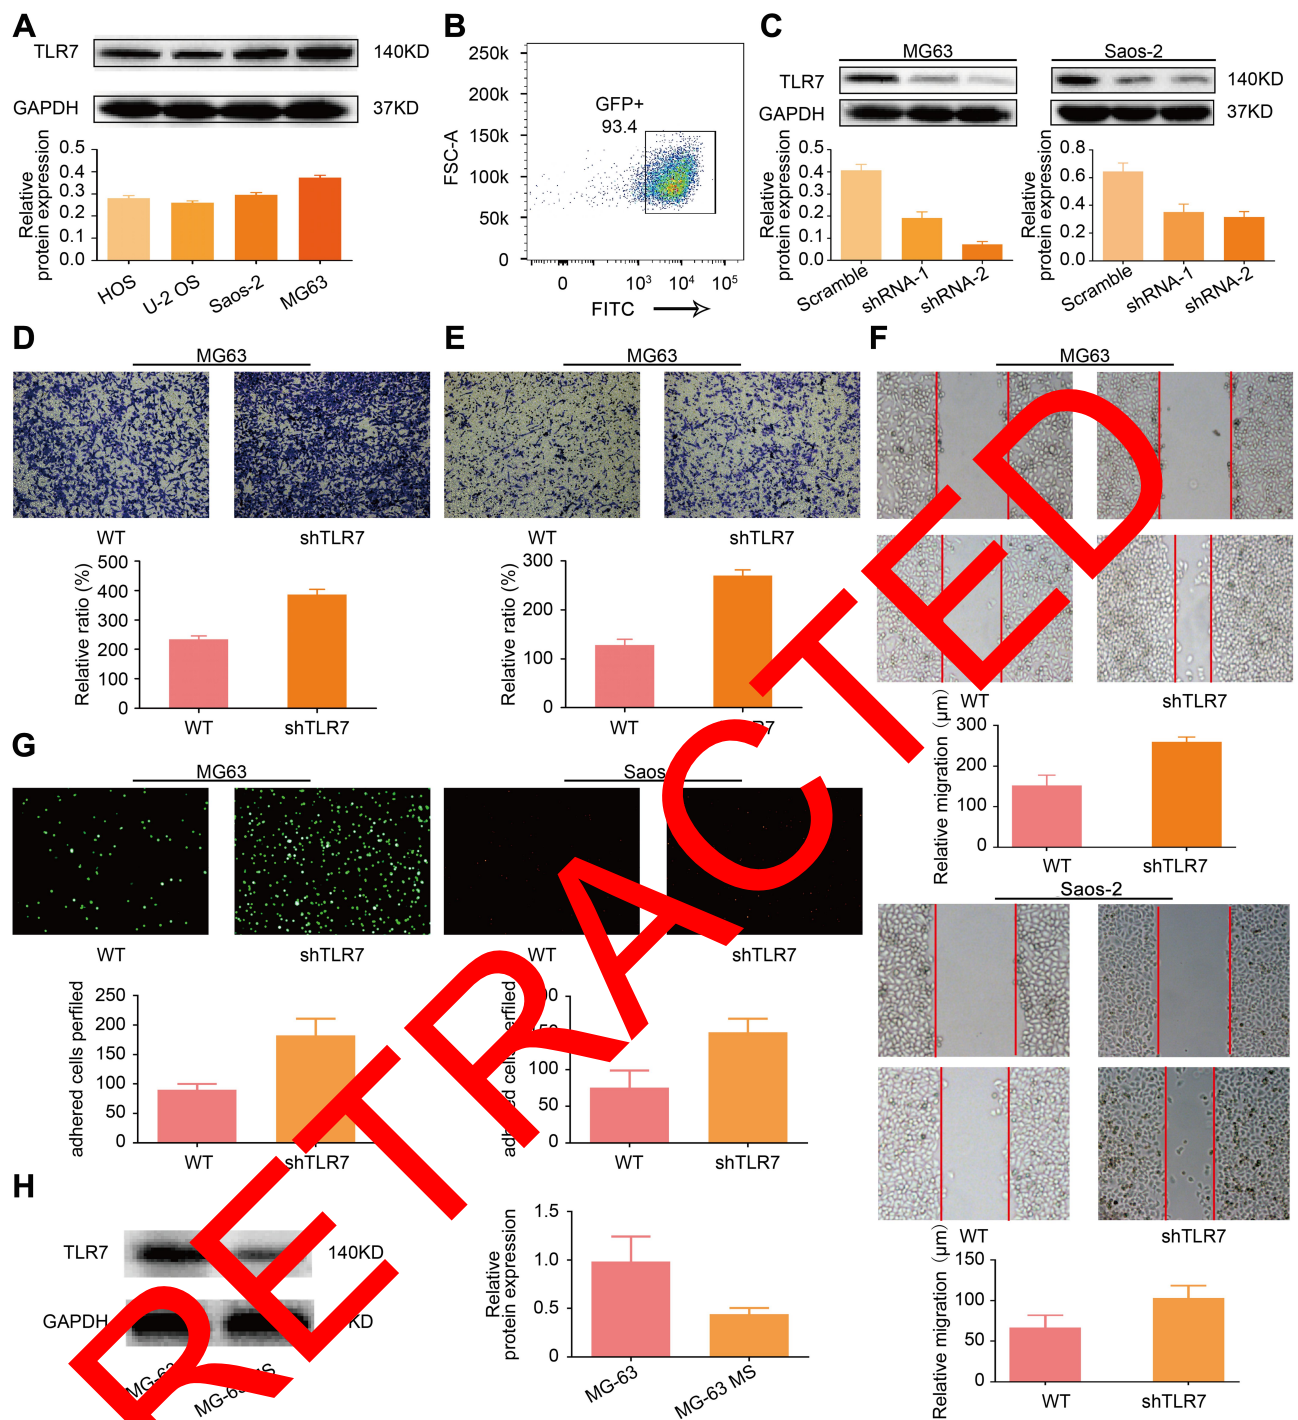 A
TLR7
140KD
GAPDH
37KD
Relative
protein expression
0.5
0.4
0.3
0.2
0.1
0.0
HOS
U-2 OS
Saos-2
MG63
B
250k
200k
150k
100k
50k
0
FSC-A
GFP+
93.4
0
10³
10⁴
10⁵
FITC
C
MG63
Saos-2
TLR7
140KD
GAPDH
37KD
Relative
protein expression
0.5
0.4
0.3
0.2
0.1
0.0
Scramble
shRNA-1
shRNA-2
Relative
protein expression
0.8
0.6
0.4
0.2
0.0
Scramble
shRNA-1
shRNA-2
D
MG63
WT
shTLR7
Relative ratio (%)
500
400
300
200
100
0
WT
shTLR7
E
MG63
WT
shTLR7
Relative ratio (%)
300
200
100
0
WT
F
MG63
WT
shTLR7
Relative migration (μm)
300
200
100
0
WT
shTLR7
Saos-2
WT
shTLR7
Relative migration (μm)
150
100
50
0
WT
shTLR7
G
MG63
Saos
WT
shTLR7
WT
shTLR7
adhered cells perfiled
250
200
150
100
50
0
WT
shTLR7
perfiled
100
50
0
WT
shTLR7
H
TLR7
140KD
GAPDH
KD
Relative
protein expression
1.5
1.0
0.5
0
MG-63
MG-63 MS
RETRACTED